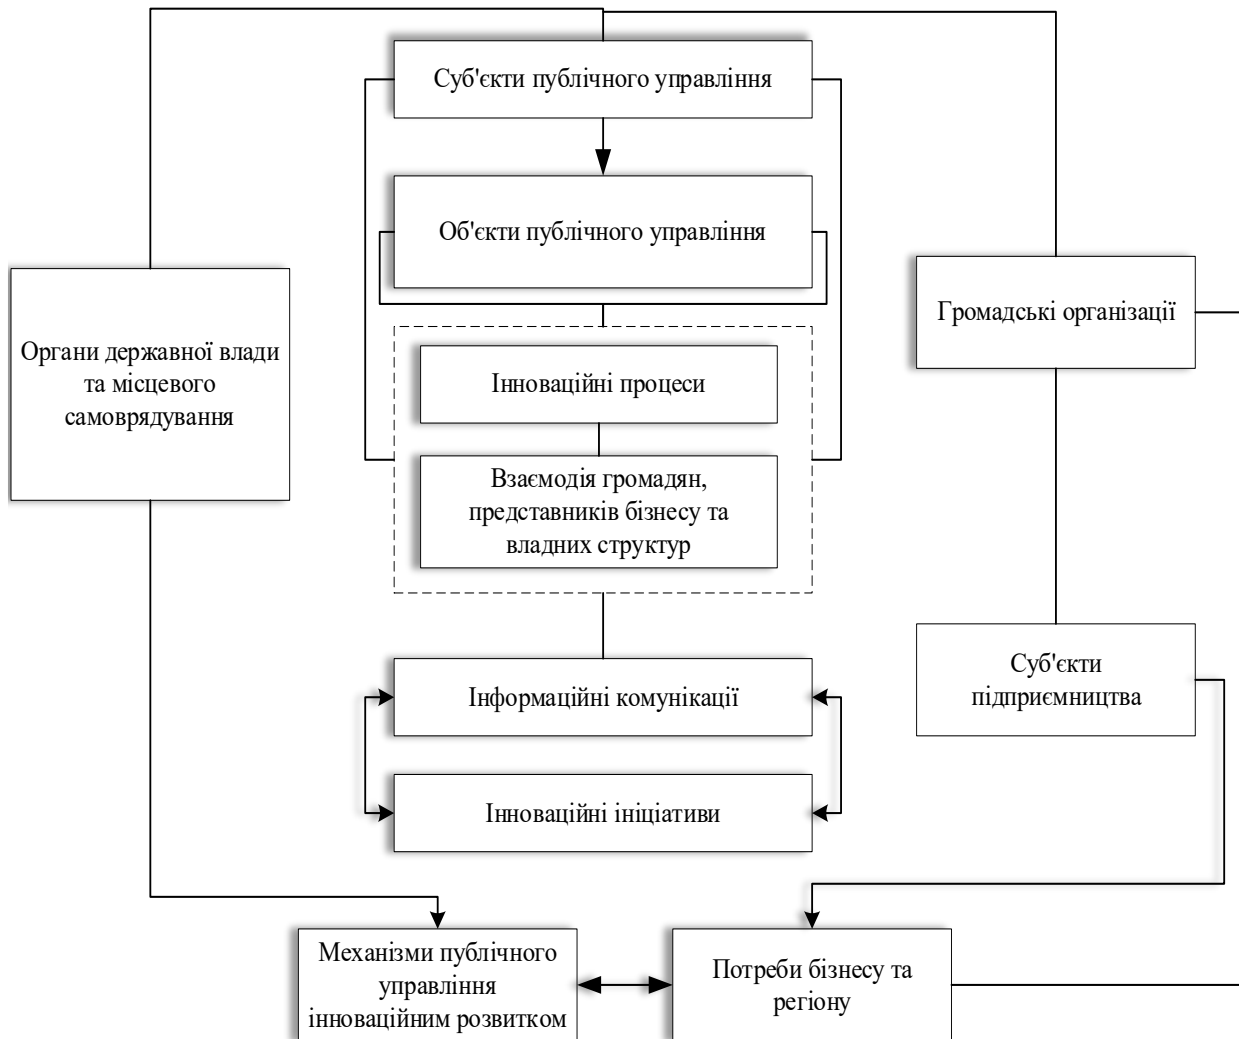 Суб'єкти публічного управління
Об'єкти публічного управління
Органи державної влади
та місцевого
самоврядування
Громадські організації
Інноваційні процеси
Взаємодія громадян,
представників бізнесу та
владних структур
Інформаційні комунікації
Суб'єкти
підприємництва
Інноваційні ініціативи
Механізми публічного
управління
інноваційним розвитком
Потреби бізнесу та
регіону